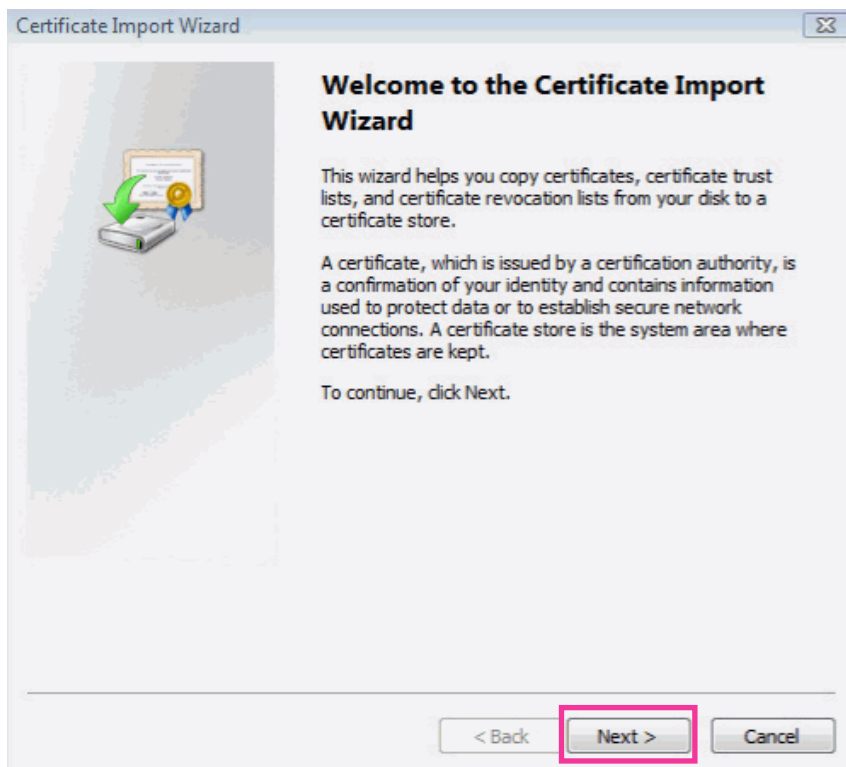 Certificate Import Wizard
Welcome to the Certificate Import
Wizard
This wizard helps you copy certificates, certificate trust
lists, and certificate revocation lists from your disk to a
certificate store.
A certificate, which is issued by a certification authority, is
a confirmation of your identity and contains information
used to protect data or to establish secure network
connections. A certificate store is the system area where
certificates are kept.
To continue, click Next.
< Back Next > Cancel